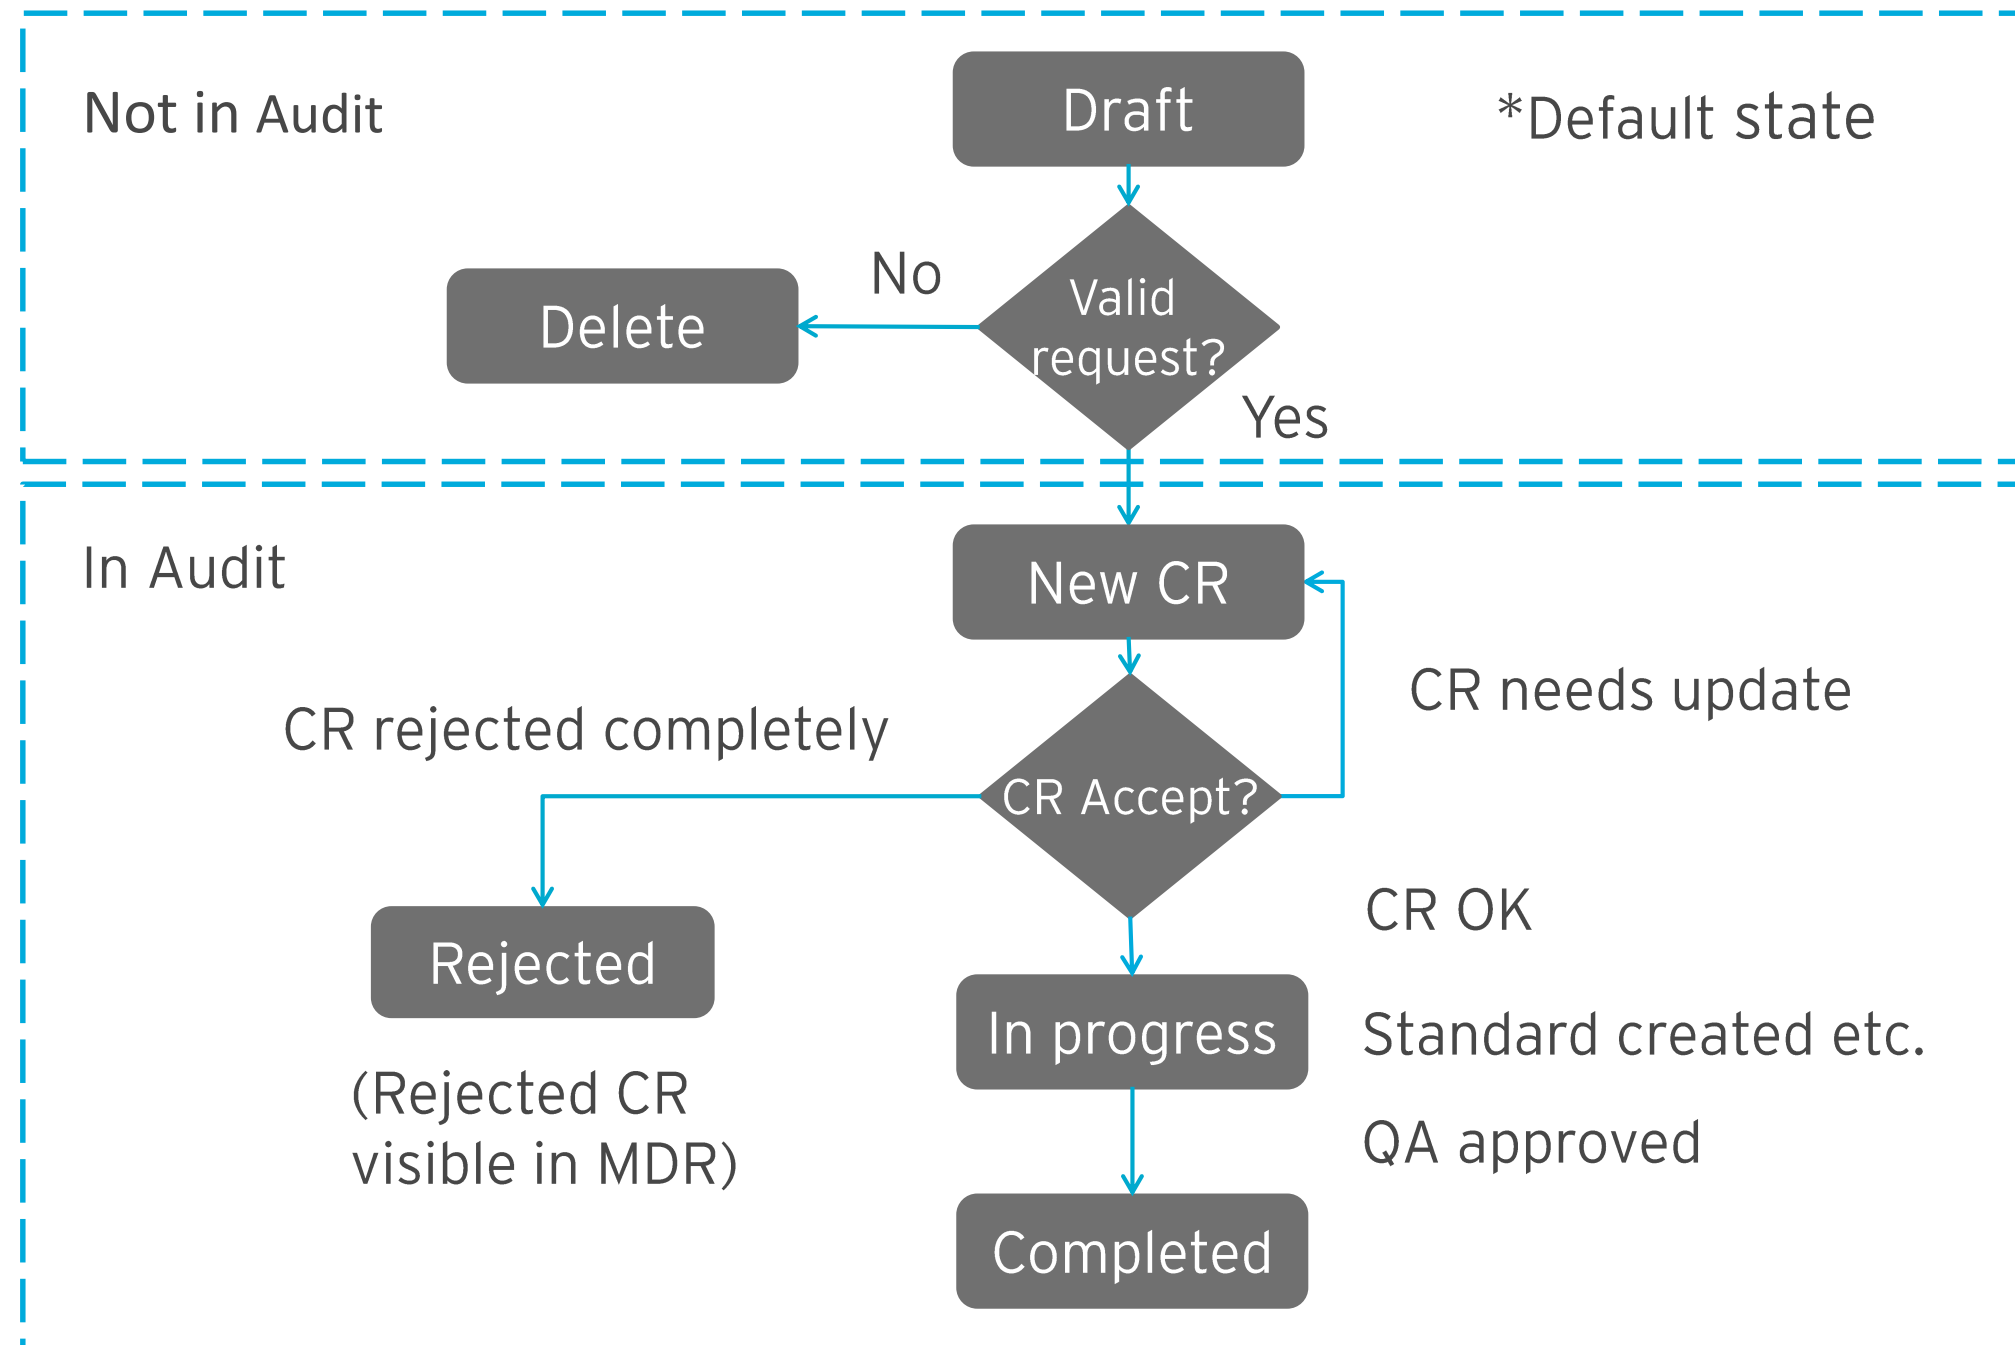 Not in Audit
Draft
*Default state
No
Delete
Valid
request?
Yes
In Audit
New CR
CR needs update
CR rejected completely
CR Accept?
CR OK
Rejected
In progress
Standard created etc.
(Rejected CR
visible in MDR)
QA approved
Completed